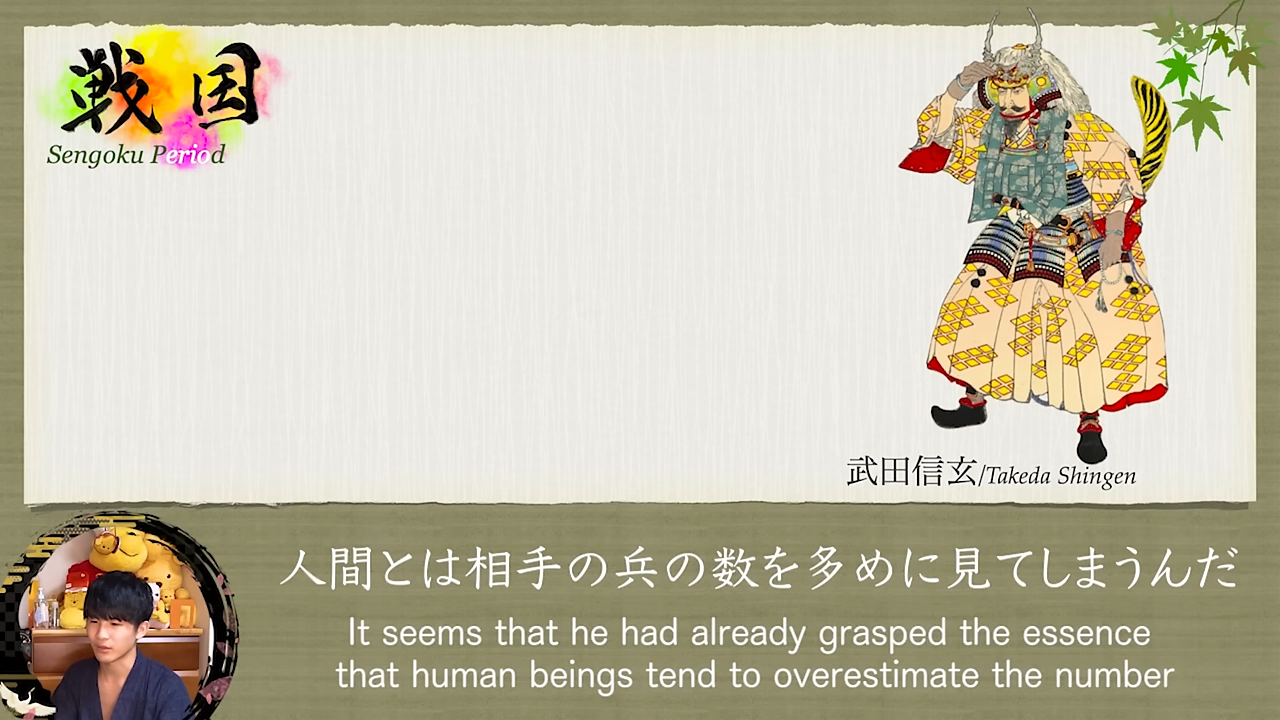 戦国
Sengoku Period
武田信玄/Takeda Shingen
人間とは相手の兵の数を多めに見てしまうんだ
It seems that he had already grasped the essence
that human beings tend to overestimate the number